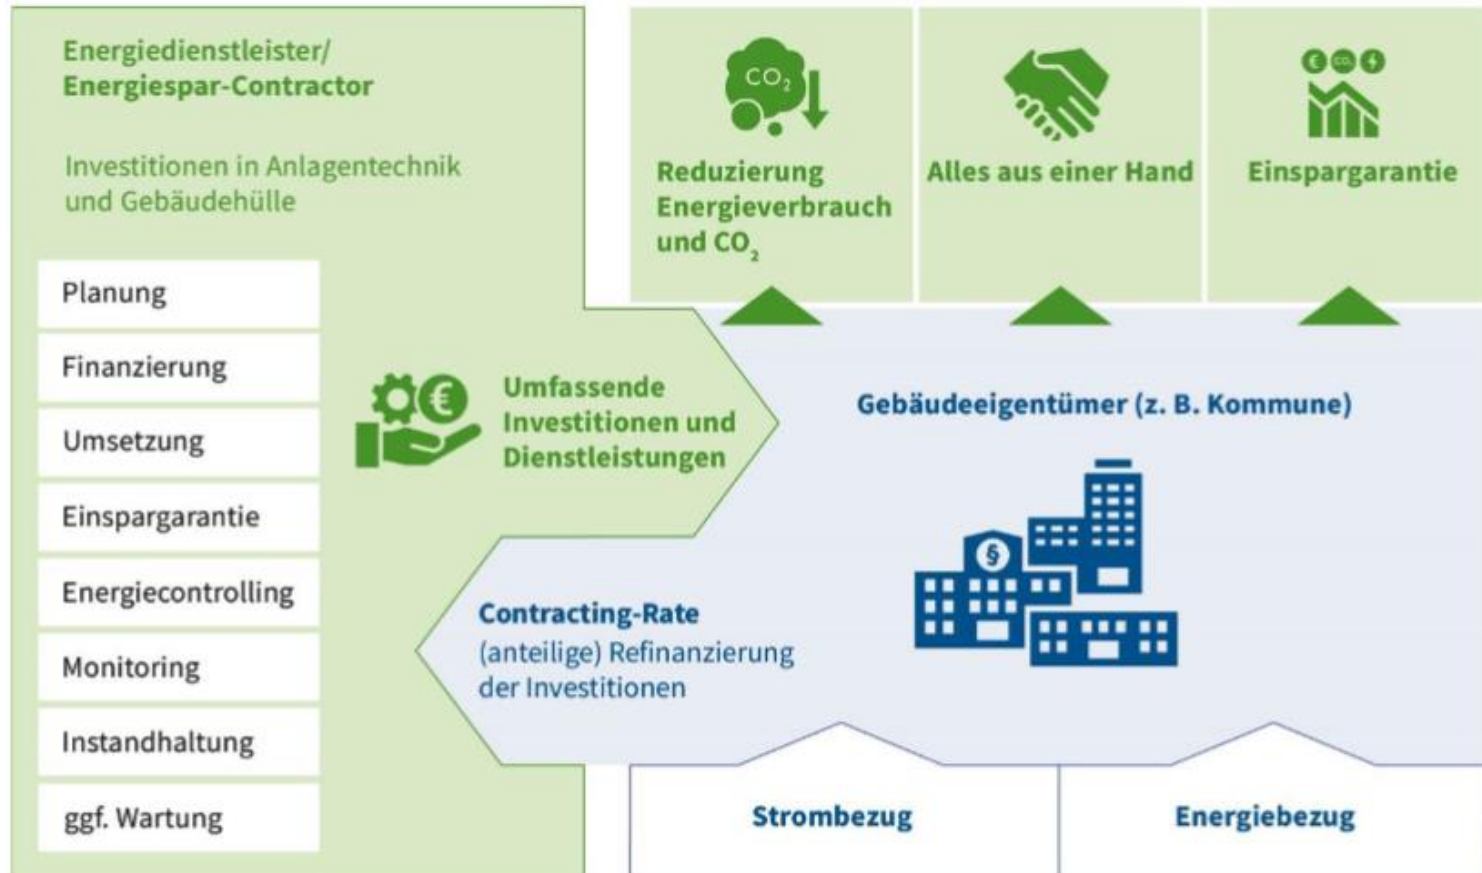 Energiedienstleister/
Energiespar-Contractor
Investitionen in Anlagentechnik
und Gebäudehülle
Planung
Finanzierung
Umsetzung
Einspargarantie
Energiecontrolling
Monitoring
Instandhaltung
ggf. Wartung
€
Umfassende
Investitionen und
Dienstleistungen
Contracting-Rate
(anteilige) Refinanzierung
der Investitionen
CO₂
Reduzierung
Energieverbrauch
und CO₂
Alles aus einer Hand
€ CO₂
Einspargarantie
Gebäudeeigentümer (z. B. Kommune)
§
Strombezug
Energiebezug